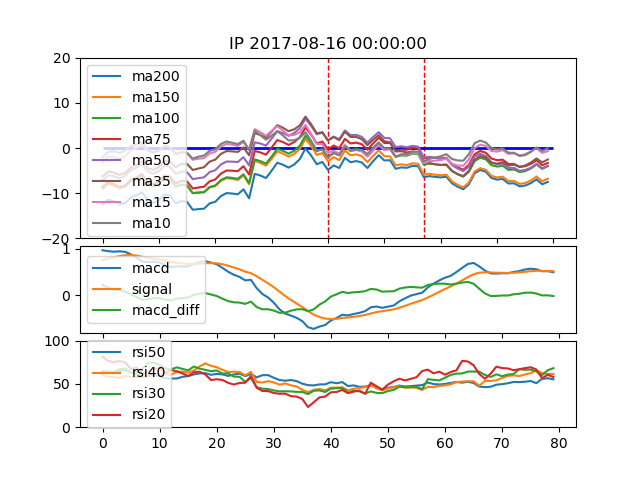 IP 2017-08-16 00:00:00
20
10
0
−10
−20
ma200
ma150
ma100
ma75
ma50
ma35
ma15
ma10
1
0
macd
signal
macd_diff
100
50
0
rsi50
rsi40
rsi30
rsi20
0 10 20 30 40 50 60 70 80